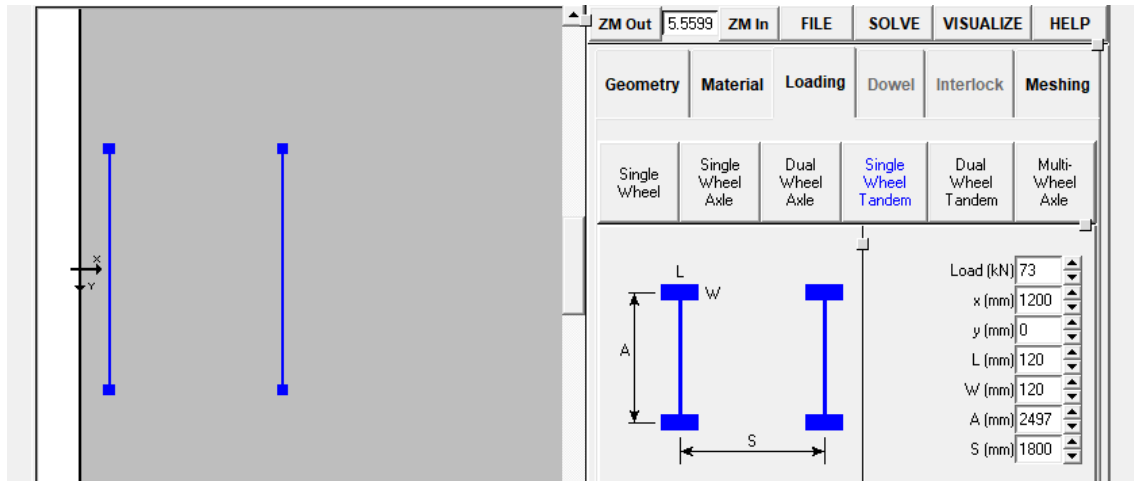 ZM Out 5.5599 ZM In FILE SOLVE VISUALIZE HELP
Geometry Material Loading Dowel Interlock Meshing
Single
Wheel
Single
Wheel
Axle
Dual
Wheel
Axle
Single
Wheel
Tandem
Dual
Wheel
Tandem
Multi-
Wheel
Axle
X
Y
L
W
A
S
Load (kN) 73
x (mm) 1200
y (mm) 0
L (mm) 120
W (mm) 120
A (mm) 2497
S (mm) 1800